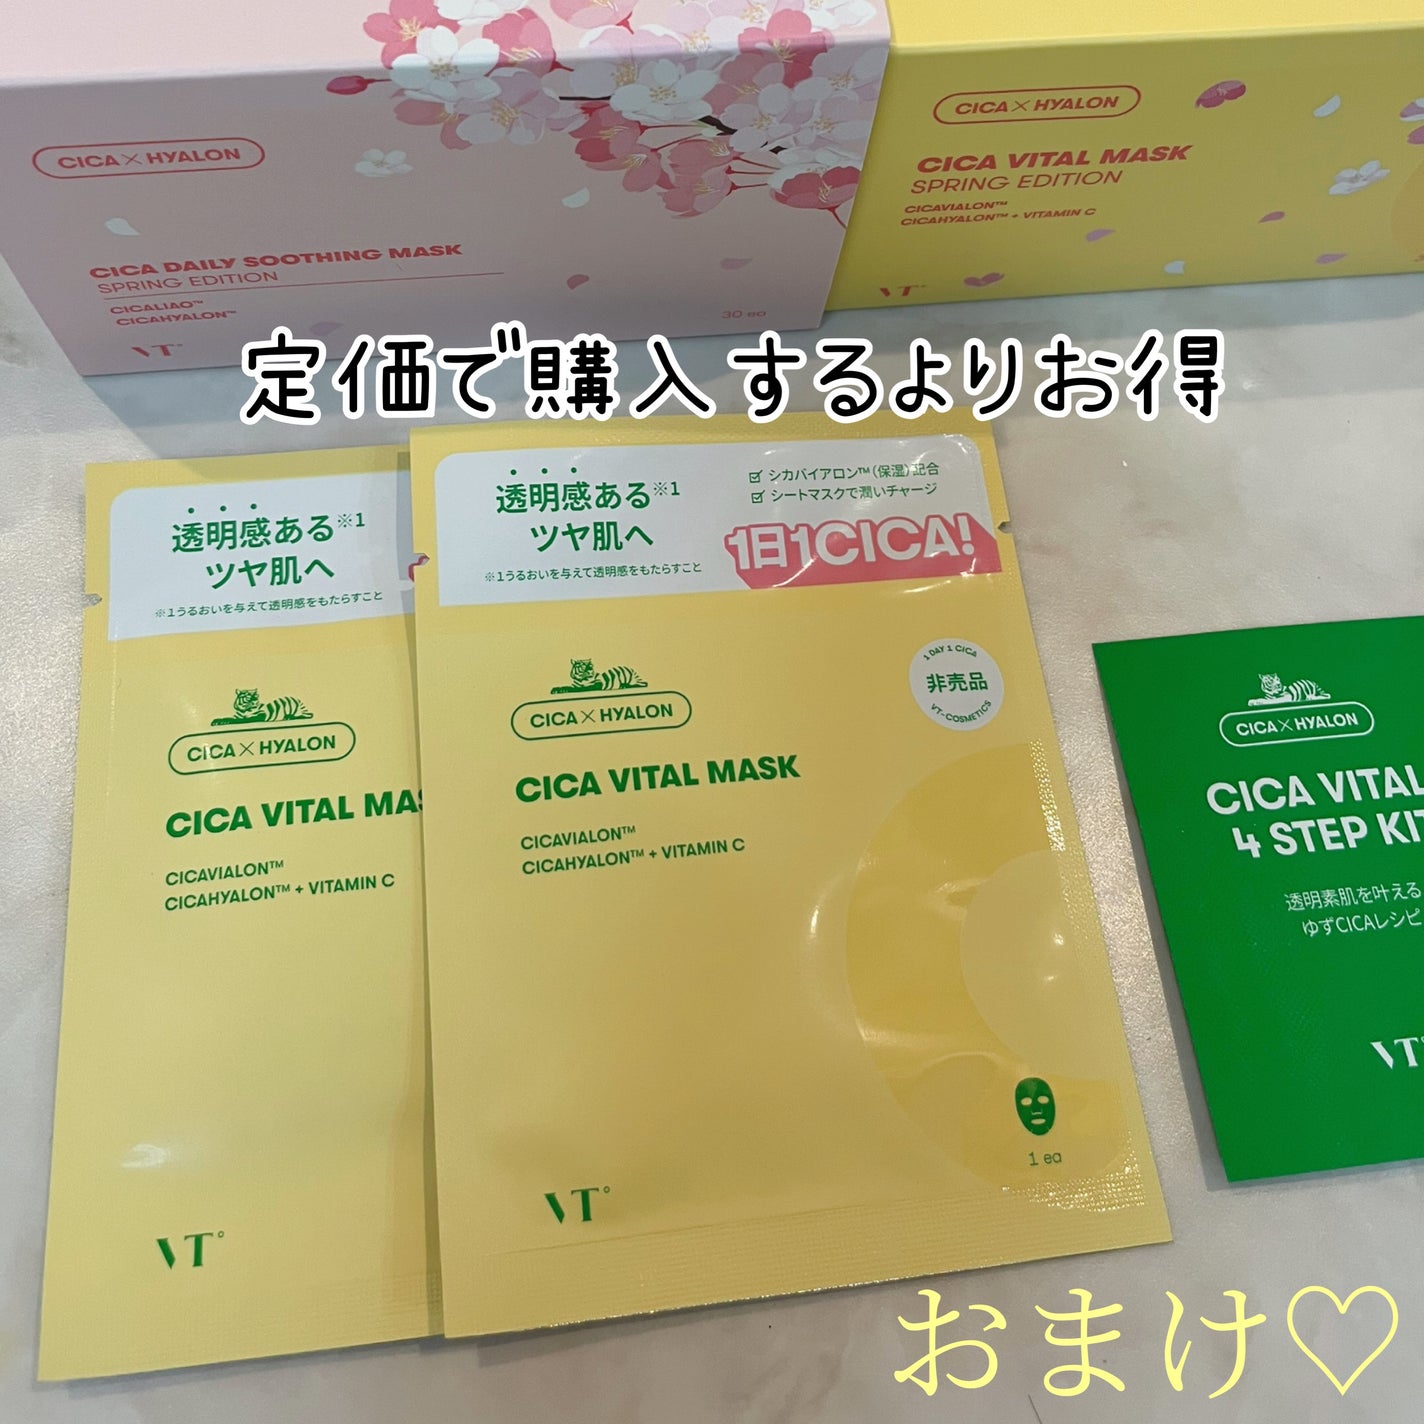 CICA×HYALON
CICA DAILY SOOTHING MASK
SPRING EDITION
CICALIAO™
CICAHYALON™
30 ea
VT
CICA×HYALON
CICA VITAL MASK
SPRING EDITION
CICAVIALON™
CICAHYALON™ + VITAMIN C
VT
定価で購入するよりお得
透明感ある※1
ツヤ肌へ
※1うるおいを与えて透明感をもたらすこと
CICA×HYALON
CICA VITAL MAS
CICAVIALON™
CICAHYALON™ + VITAMIN C
VT
透明感ある※1
ツヤ肌へ
※1うるおいを与えて透明感をもたらすこと
シカバイアロン™(保湿)配合
シートマスクで潤いチャージ
1日1CICA!
CICA×HYALON
1 DAY 1 CICA
非売品
VT-COSMETICS
CICA VITAL MASK
CICAVIALON™
CICAHYALON™ + VITAMIN C
1 ea
VT
CICA×HYALON
CICA VITAL
4 STEP KIT
透明素肌を叶える
ゆずCICAレシピ
VT
おまけ♡